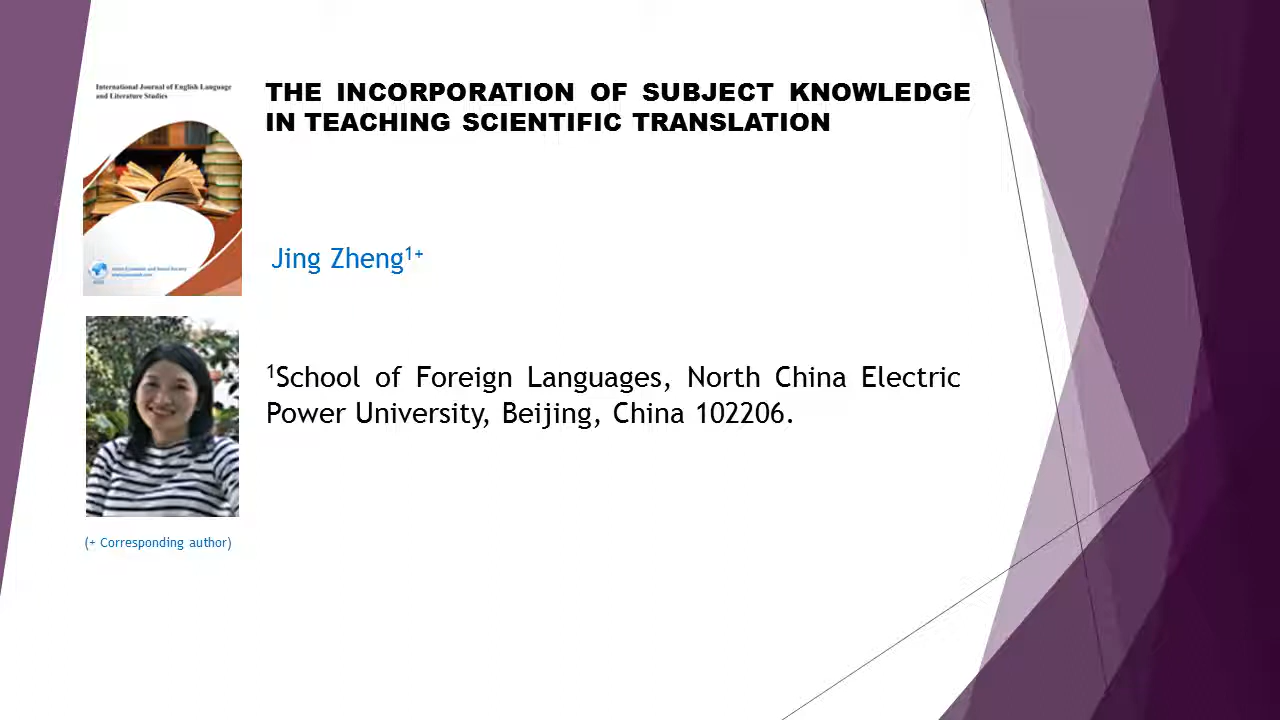 International Journal of English Language
and Literature Studies
THE INCORPORATION OF SUBJECT KNOWLEDGE
IN TEACHING SCIENTIFIC TRANSLATION
Jing Zheng1+
1School of Foreign Languages, North China Electric
Power University, Beijing, China 102206.
(+ Corresponding author)